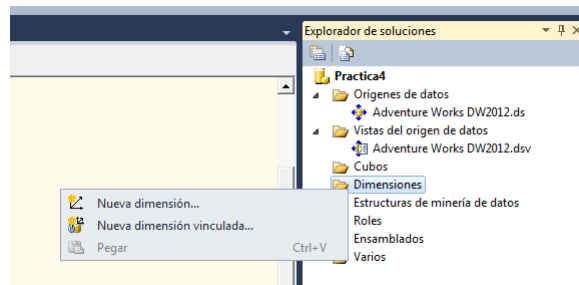 Explorador de soluciones
Practica4
Orígenes de datos
Adventure Works DW2012.ds
Vistas del origen de datos
Adventure Works DW2012.dsv
Cubos
Dimensiones
Nueva dimensión...
Estructuras de minería de datos
Nueva dimensión vinculada...
Roles
Pegar Ctrl+V
Ensamblados
Varios